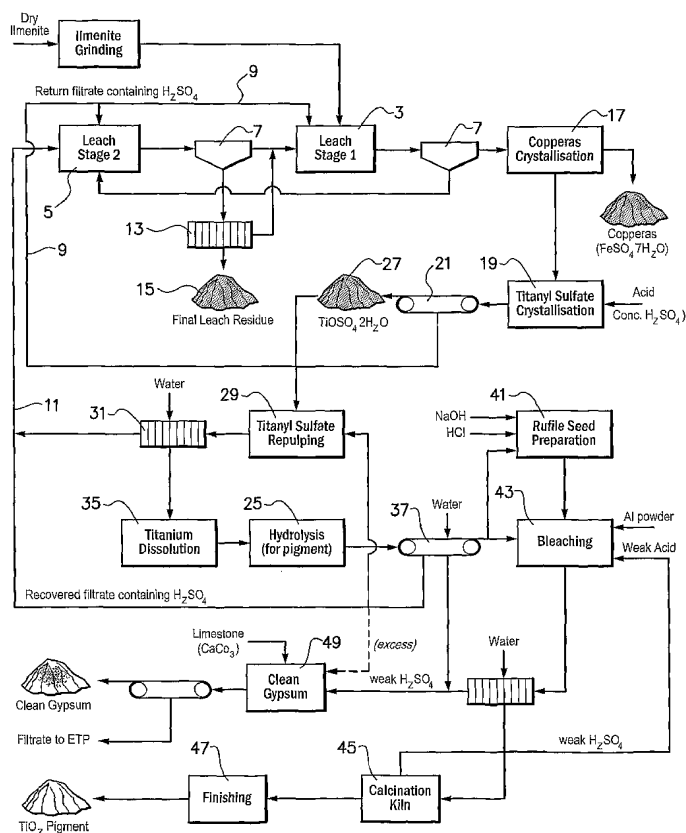 Dry
Ilmenite
Ilmenite
Grinding
Return filtrate containing H2SO4
9
3
17
Leach
Stage 2
7
Leach
Stage 1
7
Copperas
Crystallisation
5
13
9
Copperas
(FeSO4 7H2O)
15
Final Leach Residue
27
TiOSO4 2H2O
21
19
Titanyl Sulfate
Crystallisation
Acid
Conc. H2SO4)
11
Water
31
29
Titanyl Sulfate
Repulping
NaOH
HCl
41
Rufile Seed
Preparation
35
Titanium
Dissolution
25
Hydrolysis
(for pigment)
37
Water
43
Bleaching
Al powder
Weak Acid
Recovered filtrate containing H2SO4
Limestone
(CaCo3)
49
(excess)
Water
Clean
Gypsum
weak H2SO4
Clean Gypsum
Filtrate to ETP
47
Finishing
45
Calcination
Kiln
weak H2SO4
TiO2 Pigment